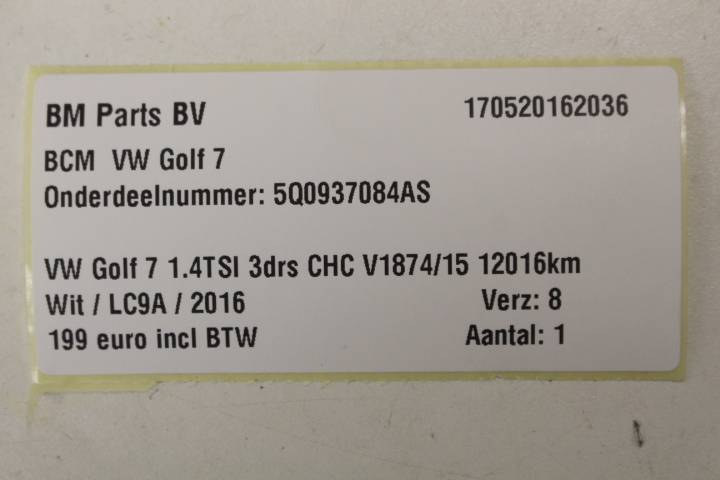 BM Parts BV 170520162036
BCM VW Golf 7
Onderdeelnummer: 5Q0937084AS
VW Golf 7 1.4TSI 3drs CHC V1874/15 12016km
Wit / LC9A / 2016 Verz: 8
199 euro incl BTW Aantal: 1